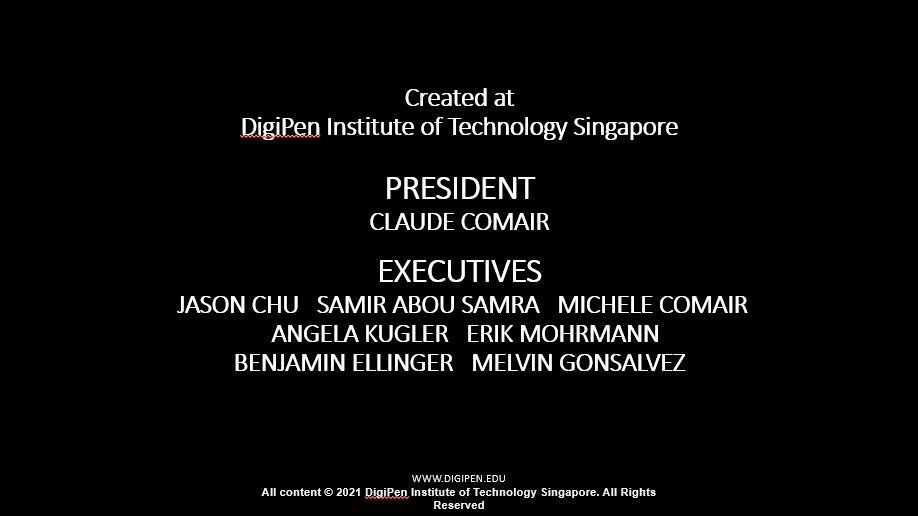 Created at
DigiPen Institute of Technology Singapore
PRESIDENT
CLAUDE COMAIR
EXECUTIVES
JASON CHU SAMIR ABOU SAMRA MICHELE COMAIR
ANGELA KUGLER ERIK MOHRMANN
BENJAMIN ELLINGER MELVIN GONSALVEZ
WWW.DIGIPEN.EDU
All content © 2021 DigiPen Institute of Technology Singapore. All Rights
Reserved